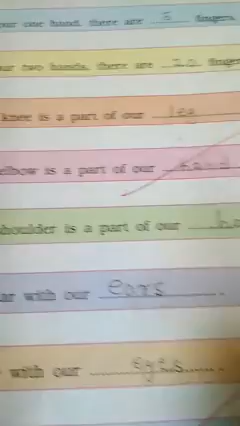 our one hand, there are 5 fingers.
our two hands, there are 10 finger
knee is a part of our leg
elbow is a part of our hand
shoulder is a part of our
ar with our ears.
with our eyes.